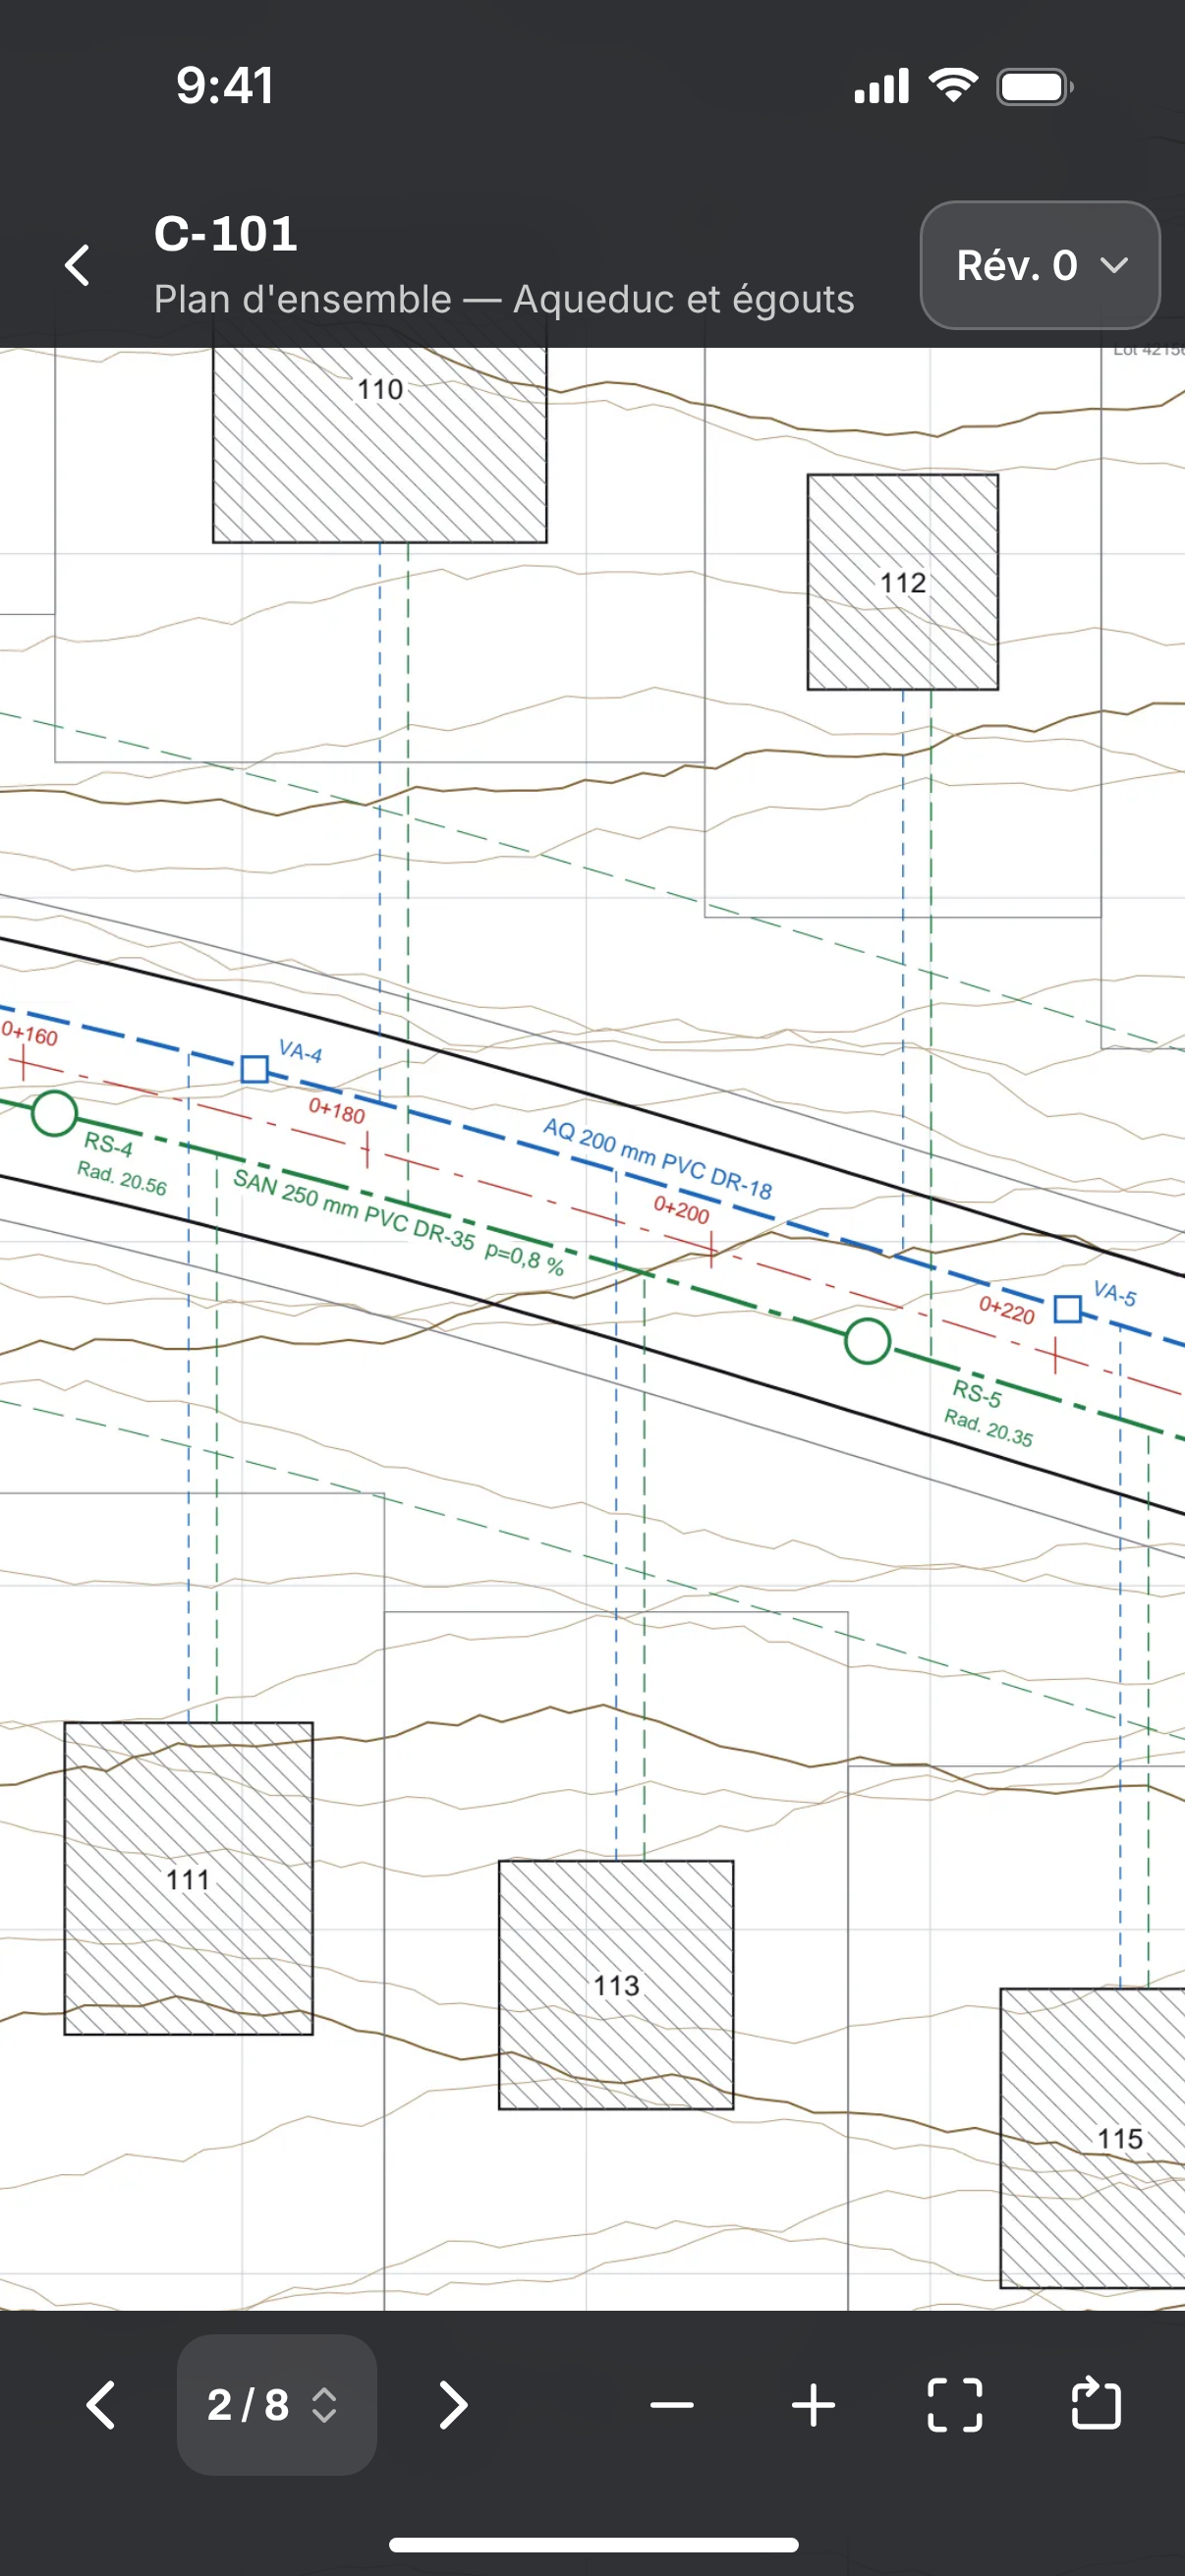 9:41
C-101
Plan d'ensemble — Aqueduc et égouts
Rév. 0
110
112
0+160
VA-4
0+180
RS-4
Rad. 20.56
AQ 200 mm PVC DR-18
SAN 250 mm PVC DR-35 p=0,8 %
0+200
VA-5
0+220
RS-5
Rad. 20.35
111
113
115
2 / 8